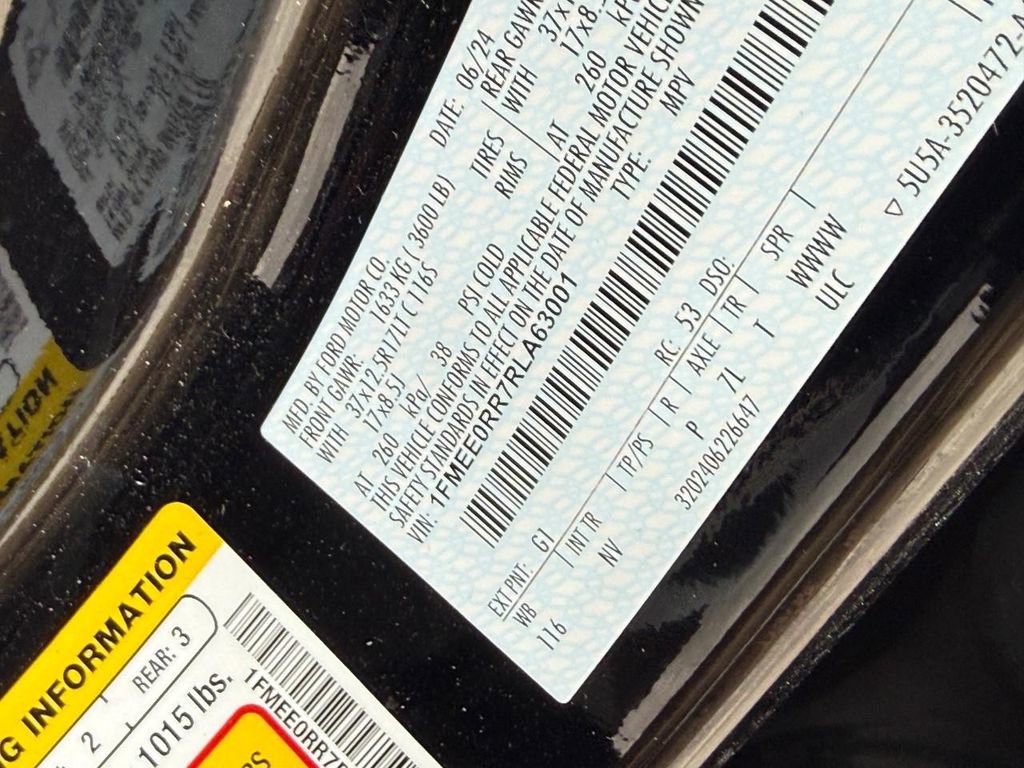 MFD. BY FORD MOTOR CO.
DATE: 06/24
FRONT GAWR: 1633 KG ( 3600 LB)
REAR GAWR
WITH 37X12.5R17LT C 116S
TIRES
WITH 37X
17X8.5J
RIMS
17X8.
AT 260 kPa/ 38 PSI COLD
AT 260
THIS VEHICLE CONFORMS TO ALL APPLICABLE FEDERAL MOTOR VEHIC
SAFETY STANDARDS IN EFFECT ON THE DATE OF MANUFACTURE SHOWN
VIN: 1FMEE0RR7RLA63001
TYPE: MPV
EXT PNT: G1
RC: 53
DSO:
WB
INT TR
TP/PS
R
AXLE
TR
SPR
116
NV
P
7L
T
WWWW
3202406226647
ULC
▽ 5U5A-3520472-A
G INFORMATION
2
REAR: 3
1015 lbs.
1FMEE0RR7R